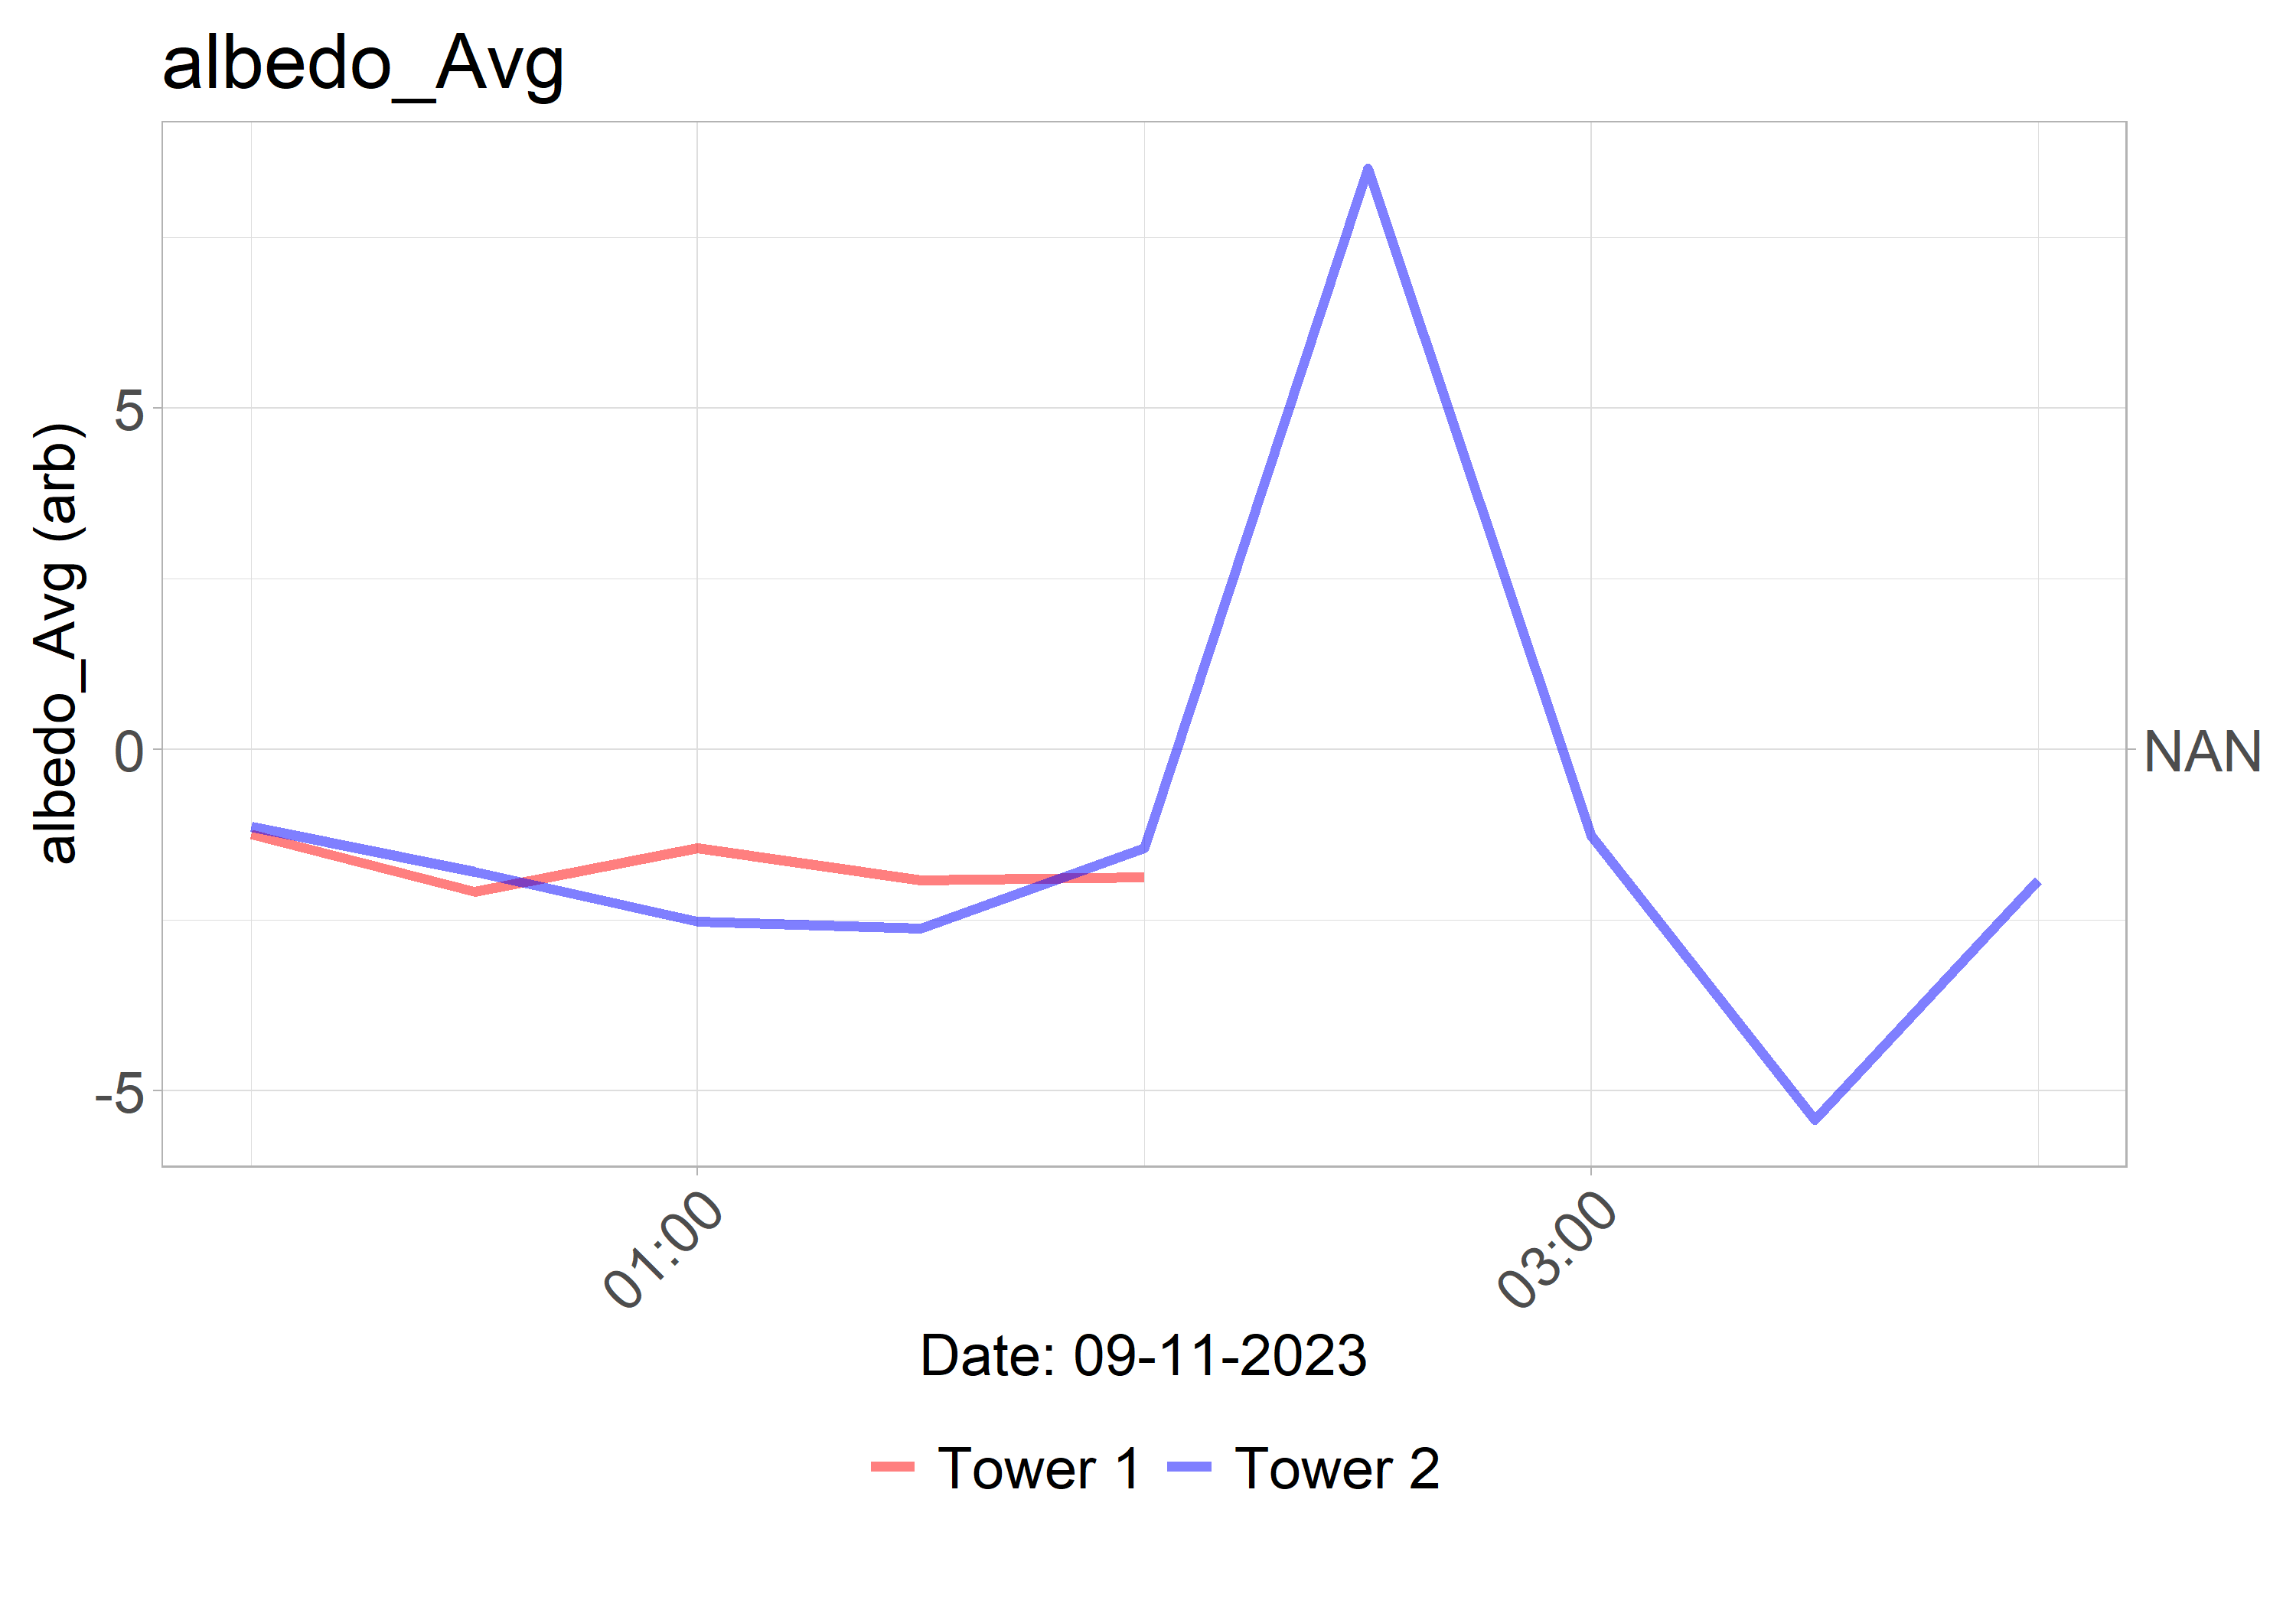 albedo_Avg
albedo_Avg (arb)
5
0
-5
NAN
01:00
03:00
Date: 09-11-2023
Tower 1
Tower 2